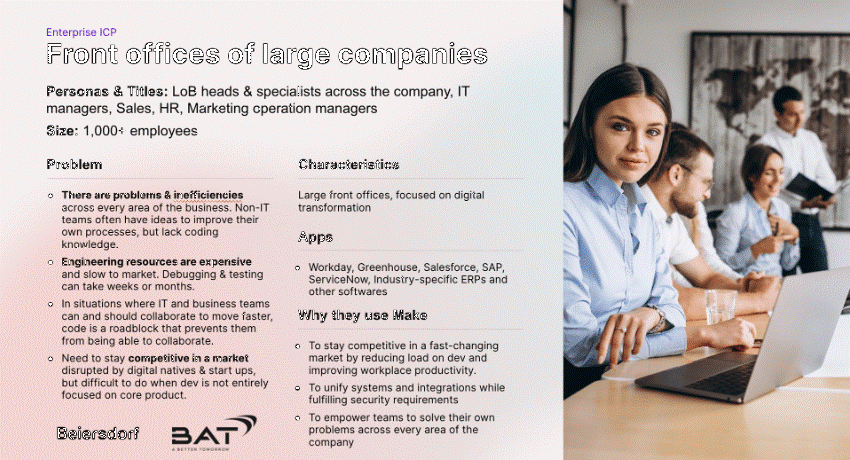 Enterprise ICP
Front offices of large companies
Personas & Titles: LoB heads & specialists across the company, IT
managers, Sales, HR, Marketing operation managers
Size: 1,000+ employees
Problem
There are problems & inefficiencies
across every area of the business. Non-IT
teams often have ideas to improve their
own processes, but lack coding
knowledge.
Engineering resources are expensive
and slow to market. Debugging & testing
can take weeks or months.
In situations where IT and business teams
can and should collaborate to move faster,
code is a roadblock that prevents them
from being able to collaborate.
Need to stay competitive in a market
disrupted by digital natives & start ups,
but difficult to do when dev is not entirely
focused on core product.
Beiersdorf
BAT
A BETTER TOMORROW
Characteristics
Large front offices, focused on digital
transformation
Apps
Workday, Greenhouse, Salesforce, SAP,
ServiceNow, Industry-specific ERPs and
other softwares
Why they use Make
To stay competitive in a fast-changing
market by reducing load on dev and
improving workplace productivity.
To unify systems and integrations while
fulfilling security requirements
To empower teams to solve their own
problems across every area of the
company